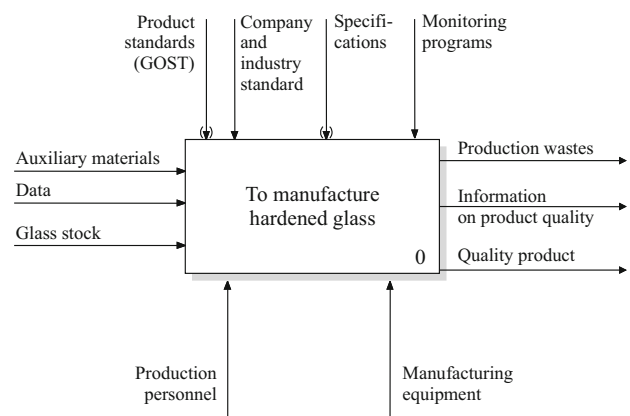 Product
standards
(GOST)
Company
and
industry
standard
Specifi-
cations
Monitoring
programs
Auxiliary materials
Data
Glass stock
To manufacture
hardened glass
0
Production wastes
Information
on product quality
Quality product
Production
personnel
Manufacturing
equipment